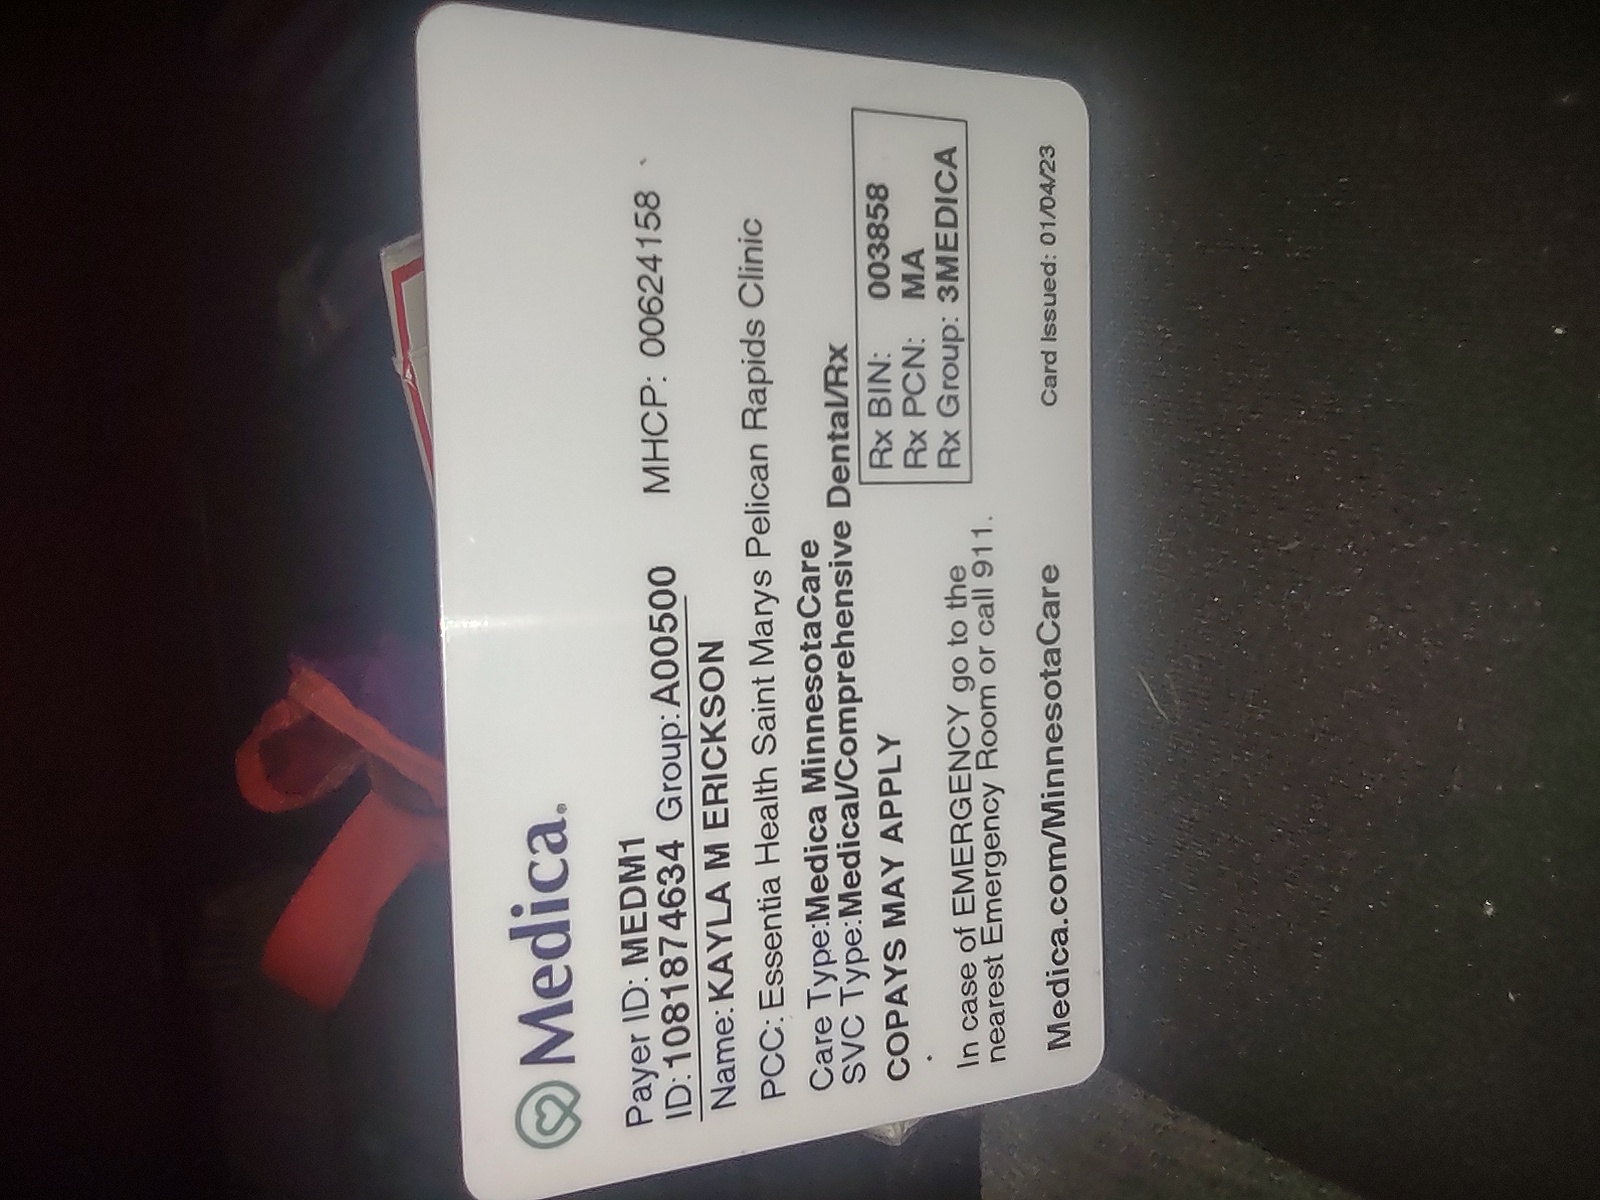 Medica®
Payer ID: MEDM1
ID: 1081874634 Group: A00500 MHCP: 00624158
Name: KAYLA M ERICKSON
PCC: Essentia Health Saint Marys Pelican Rapids Clinic
Care Type: Medica MinnesotaCare
SVC Type: Medical/Comprehensive Dental/Rx
COPAYS MAY APPLY
Rx BIN: 003858
Rx PCN: MA
Rx Group: 3MEDICA
In case of EMERGENCY go to the
nearest Emergency Room or call 911.
Medica.com/MinnesotaCare Card Issued: 01/04/23